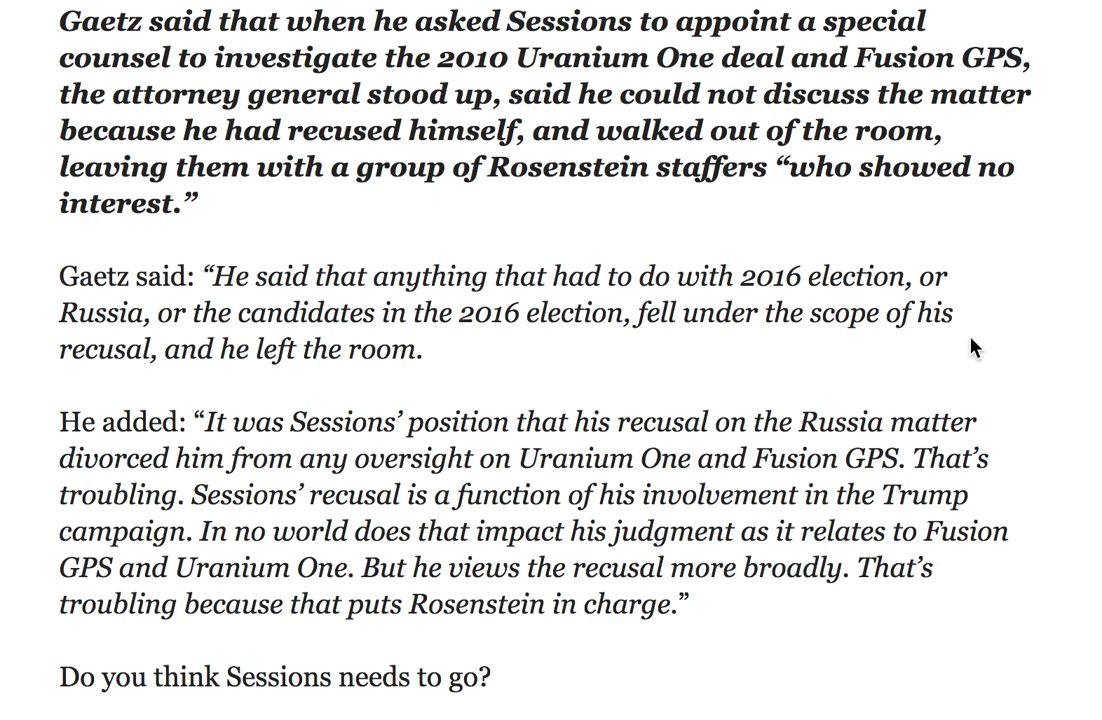 Gaetz said that when he asked Sessions to appoint a special
counsel to investigate the 2010 Uranium One deal and Fusion GPS,
the attorney general stood up, said he could not discuss the matter
because he had recused himself, and walked out of the room,
leaving them with a group of Rosenstein staffers “who showed no
interest.”
Gaetz said: “He said that anything that had to do with 2016 election, or
Russia, or the candidates in the 2016 election, fell under the scope of his
recusal, and he left the room.
He added: “It was Sessions’ position that his recusal on the Russia matter
divorced him from any oversight on Uranium One and Fusion GPS. That’s
troubling. Sessions’ recusal is a function of his involvement in the Trump
campaign. In no world does that impact his judgment as it relates to Fusion
GPS and Uranium One. But he views the recusal more broadly. That’s
troubling because that puts Rosenstein in charge.”
Do you think Sessions needs to go?